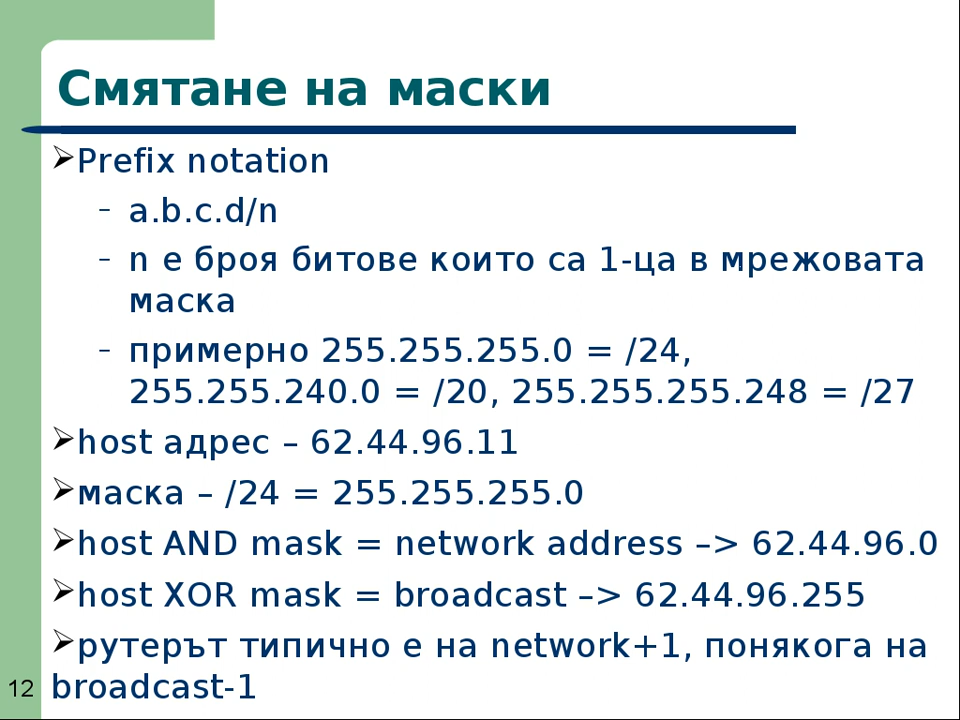 Смятане на маски
➢Prefix notation
– a.b.c.d/n
– n е броя битове които са 1-ца в мрежовата
маска
– примерно 255.255.255.0 = /24,
255.255.240.0 = /20, 255.255.255.248 = /27
➢host адрес – 62.44.96.11
➢маска – /24 = 255.255.255.0
➢host AND mask = network address –> 62.44.96.0
➢host XOR mask = broadcast –> 62.44.96.255
➢рутерът типично е на network+1, понякога на
broadcast-1
12